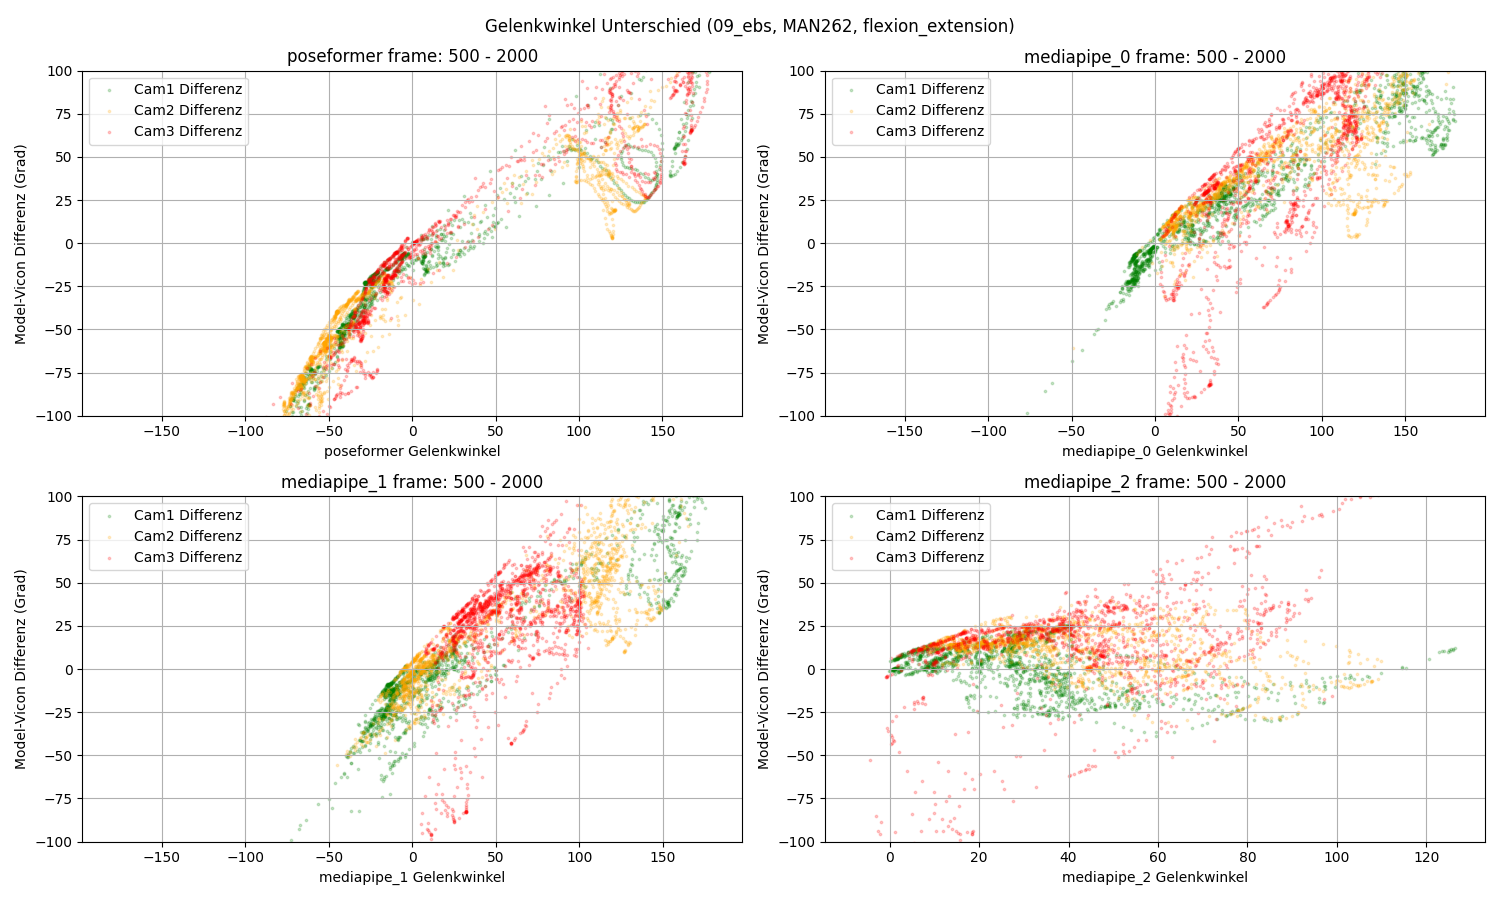 Gelenkwinkel Unterschied (09_ebs, MAN262, flexion_extension)
poseformer frame: 500 - 2000
Cam1 Differenz
Cam2 Differenz
Cam3 Differenz
100
75
50
25
0
−25
−50
−75
−100
Model-Vicon Differenz (Grad)
−150 −100 −50 0 50 100 150
poseformer Gelenkwinkel
mediapipe_0 frame: 500 - 2000
Cam1 Differenz
Cam2 Differenz
Cam3 Differenz
100
75
50
25
0
−25
−50
−75
−100
Model-Vicon Differenz (Grad)
−150 −100 −50 0 50 100 150
mediapipe_0 Gelenkwinkel
mediapipe_1 frame: 500 - 2000
Cam1 Differenz
Cam2 Differenz
Cam3 Differenz
100
75
50
25
0
−25
−50
−75
−100
Model-Vicon Differenz (Grad)
−150 −100 −50 0 50 100 150
mediapipe_1 Gelenkwinkel
mediapipe_2 frame: 500 - 2000
Cam1 Differenz
Cam2 Differenz
Cam3 Differenz
100
75
50
25
0
−25
−50
−75
−100
Model-Vicon Differenz (Grad)
0 20 40 60 80 100 120
mediapipe_2 Gelenkwinkel